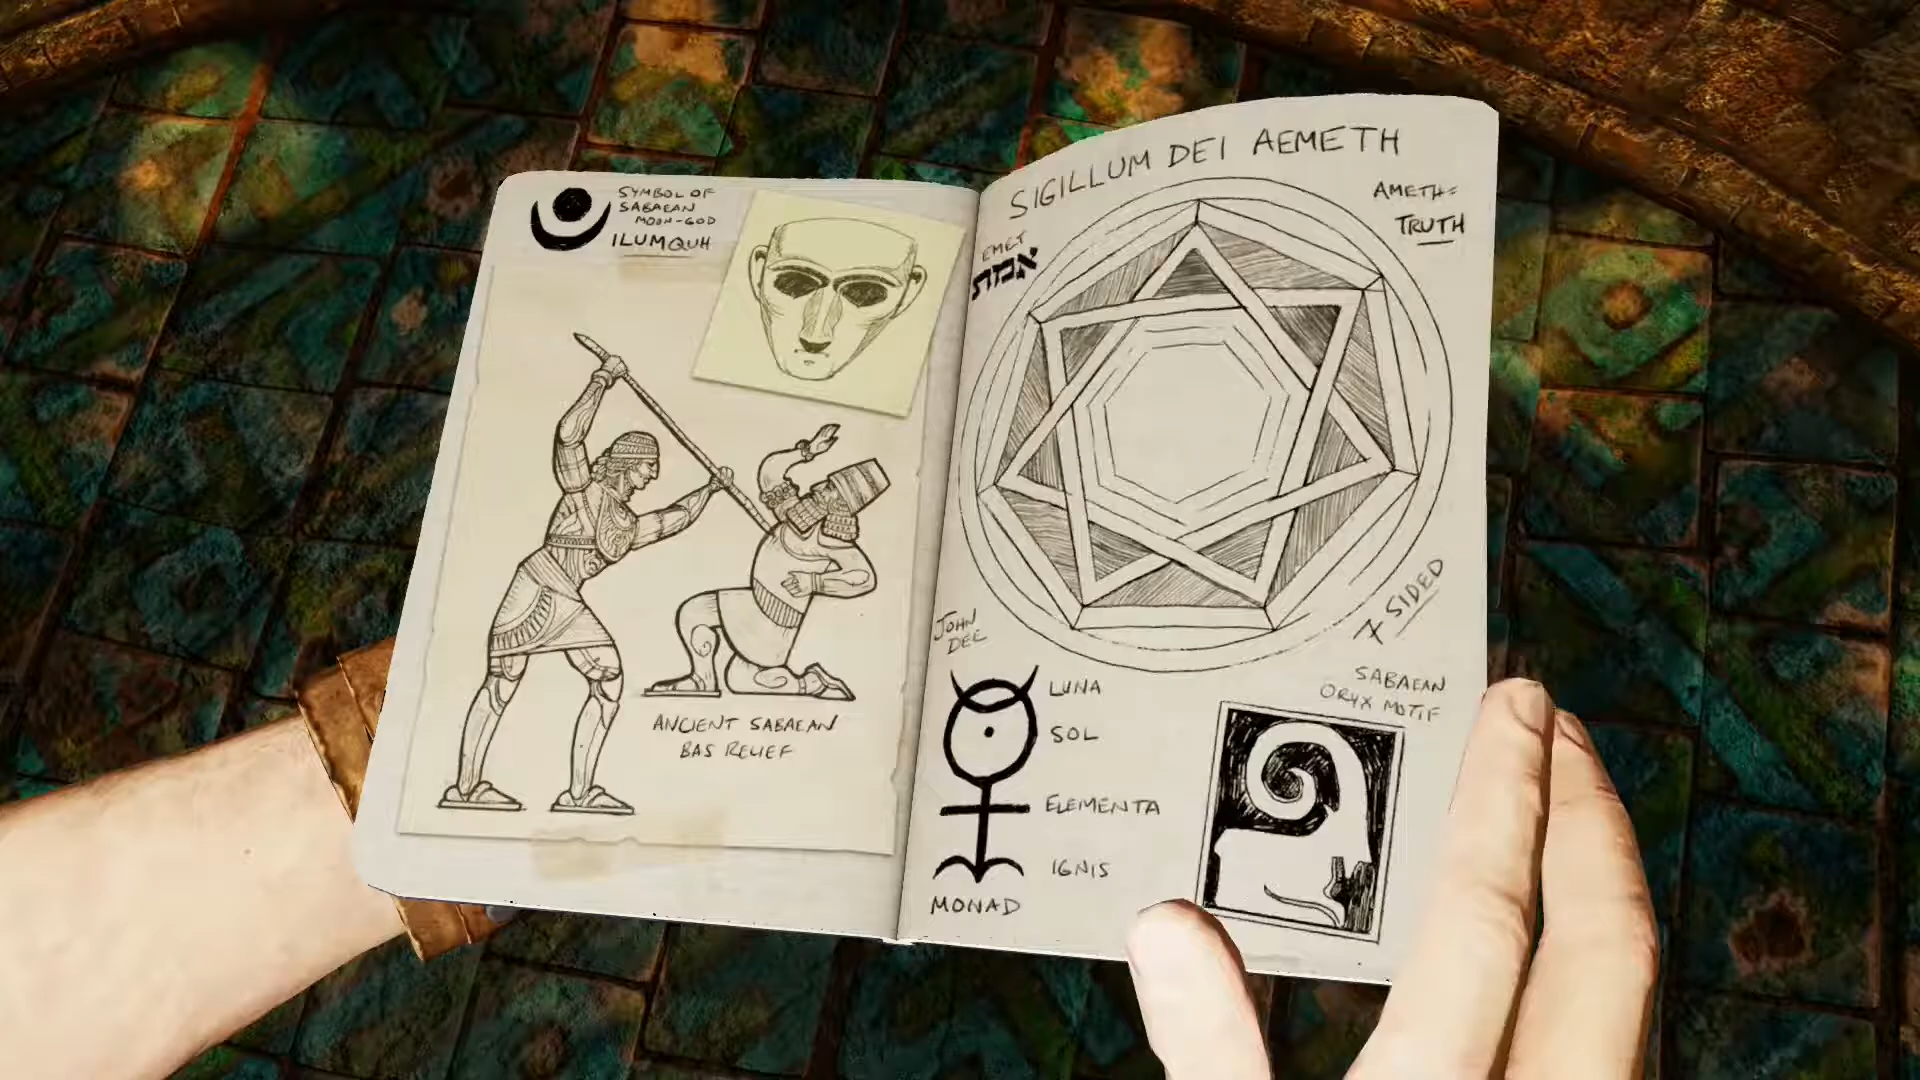 SYMBOL OF
SABAEAN
MOON-GOD
ILUMQUH
ANCIENT SABAEAN
BAS RELIEF
SIGILLUM DEI AEMETH
AMETH=
TRUTH
EMET
אמת
7 SIDED
JOHN
DEE
LUNA
SOL
ELEMENTA
IGNIS
MONAD
SABAEAN
ORYX MOTIF